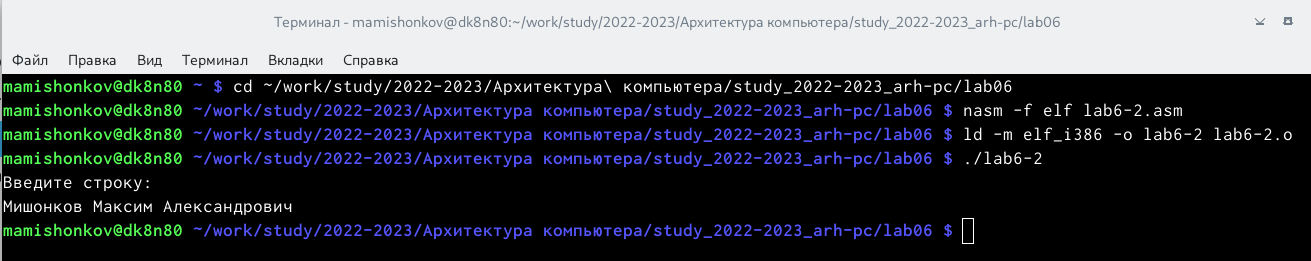 Терминал - mamishonkov@dk8n80:~/work/study/2022-2023/Архитектура компьютера/study_2022-2023_arh-pc/lab06
Файл Правка Вид Терминал Вкладки Справка
mamishonkov@dk8n80 ~ $ cd ~/work/study/2022-2023/Архитектура\ компьютера/study_2022-2023_arh-pc/lab06
mamishonkov@dk8n80 ~/work/study/2022-2023/Архитектура компьютера/study_2022-2023_arh-pc/lab06 $ nasm -f elf lab6-2.asm
mamishonkov@dk8n80 ~/work/study/2022-2023/Архитектура компьютера/study_2022-2023_arh-pc/lab06 $ ld -m elf_i386 -o lab6-2 lab6-2.o
mamishonkov@dk8n80 ~/work/study/2022-2023/Архитектура компьютера/study_2022-2023_arh-pc/lab06 $ ./lab6-2
Введите строку:
Мишонков Максим Александрович
mamishonkov@dk8n80 ~/work/study/2022-2023/Архитектура компьютера/study_2022-2023_arh-pc/lab06 $